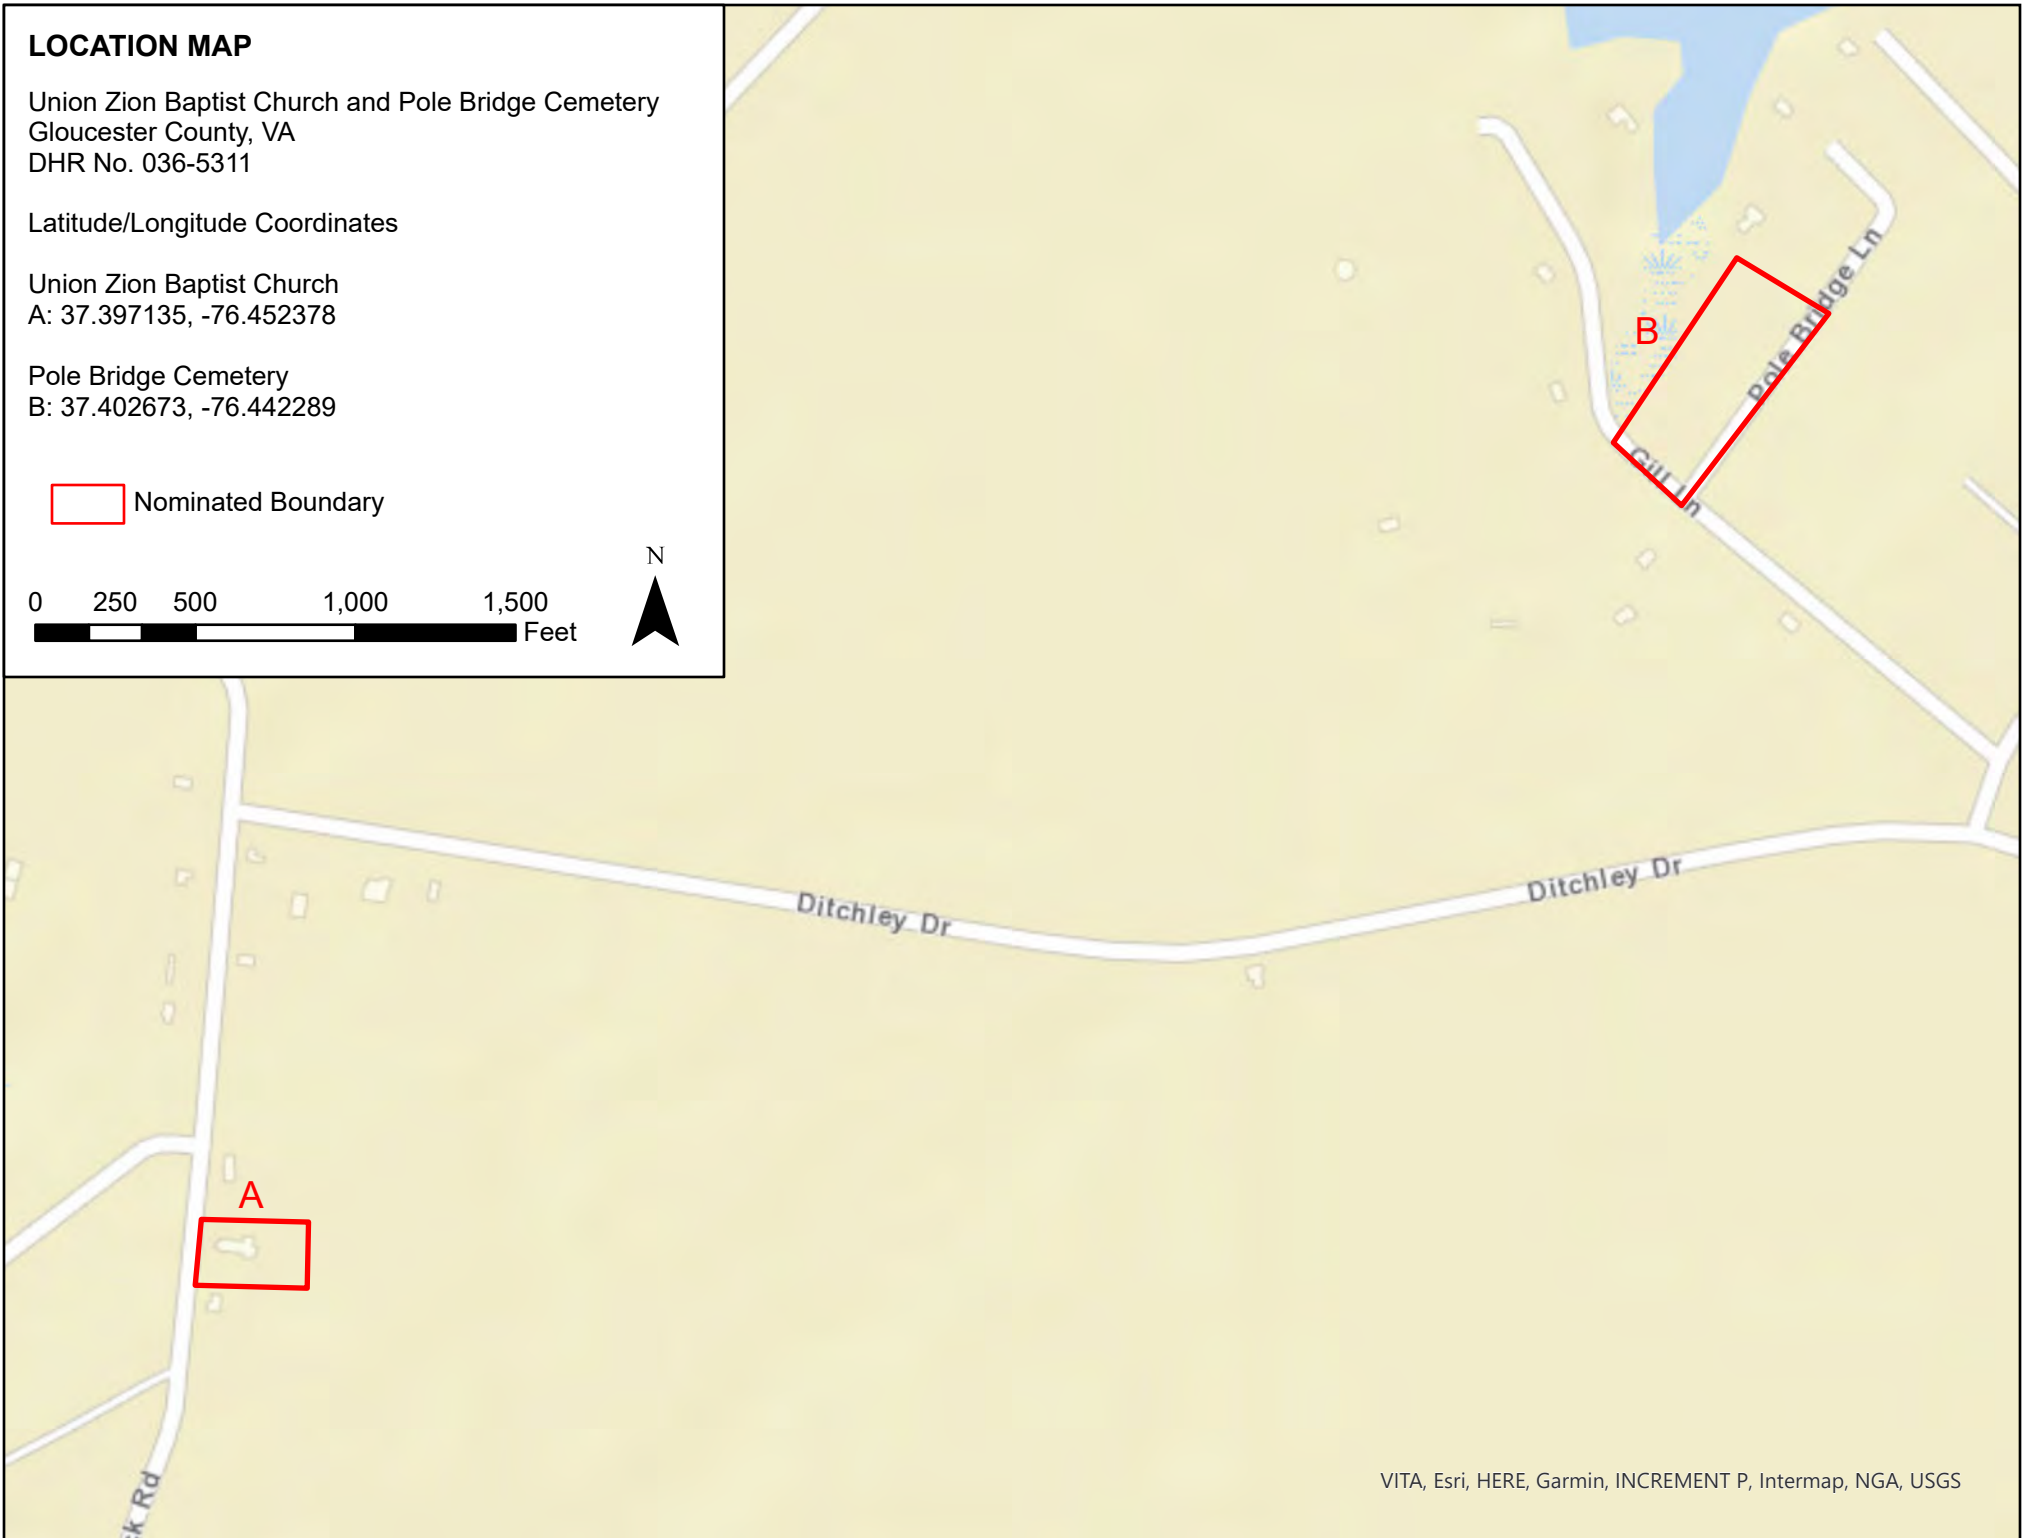 LOCATION MAP
Union Zion Baptist Church and Pole Bridge Cemetery
Gloucester County, VA
DHR No. 036-5311
Latitude/Longitude Coordinates
Union Zion Baptist Church
A: 37.397135, -76.452378
Pole Bridge Cemetery
B: 37.402673, -76.442289
Nominated Boundary
N
0 250 500 1,000 1,500
Feet
B
Pole Bridge Ln
Gill Ln
Ditchley Dr
Ditchley Dr
A
Rd
VITA, Esri, HERE, Garmin, INCREMENT P, Intermap, NGA, USGS